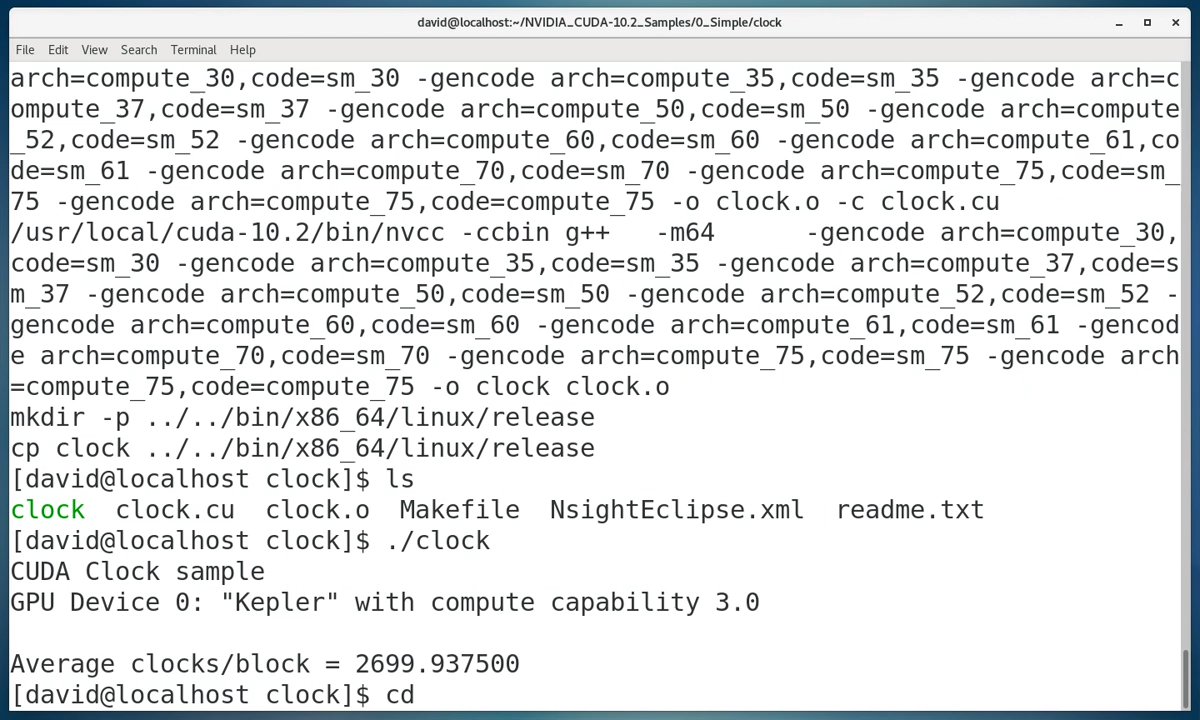 david@localhost:~/NVIDIA_CUDA-10.2_Samples/0_Simple/clock
File Edit View Search Terminal Help
arch=compute_30,code=sm_30 -gencode arch=compute_35,code=sm_35 -gencode arch=c
ompute_37,code=sm_37 -gencode arch=compute_50,code=sm_50 -gencode arch=compute
_52,code=sm_52 -gencode arch=compute_60,code=sm_60 -gencode arch=compute_61,co
de=sm_61 -gencode arch=compute_70,code=sm_70 -gencode arch=compute_75,code=sm_
75 -gencode arch=compute_75,code=compute_75 -o clock.o -c clock.cu
/usr/local/cuda-10.2/bin/nvcc -ccbin g++   -m64      -gencode arch=compute_30,
code=sm_30 -gencode arch=compute_35,code=sm_35 -gencode arch=compute_37,code=s
m_37 -gencode arch=compute_50,code=sm_50 -gencode arch=compute_52,code=sm_52 -
gencode arch=compute_60,code=sm_60 -gencode arch=compute_61,code=sm_61 -gencod
e arch=compute_70,code=sm_70 -gencode arch=compute_75,code=sm_75 -gencode arch
=compute_75,code=compute_75 -o clock clock.o
mkdir -p ../../bin/x86_64/linux/release
cp clock ../../bin/x86_64/linux/release
[david@localhost clock]$ ls
clock  clock.cu  clock.o  Makefile  NsightEclipse.xml  readme.txt
[david@localhost clock]$ ./clock
CUDA Clock sample
GPU Device 0: "Kepler" with compute capability 3.0
Average clocks/block = 2699.937500
[david@localhost clock]$ cd